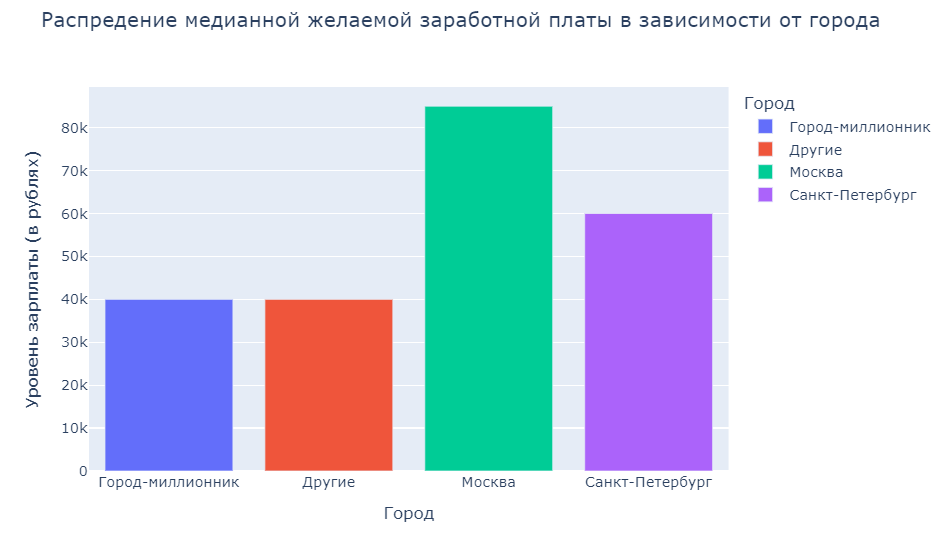 Распредение медианной желаемой заработной платы в зависимости от города
Уровень зарплаты (в рублях)
80k
70k
60k
50k
40k
30k
20k
10k
0
Город-миллионник
Другие
Москва
Санкт-Петербург
Город
Город
Город-миллионник
Другие
Москва
Санкт-Петербург